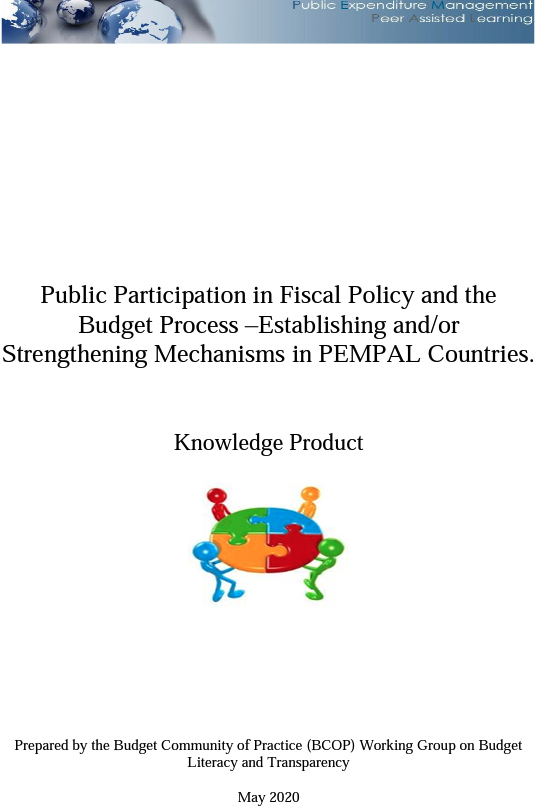 Public Expenditure Management
Peer Assisted Learning
Public Participation in Fiscal Policy and the
Budget Process –Establishing and/or
Strengthening Mechanisms in PEMPAL Countries.
Knowledge Product
Prepared by the Budget Community of Practice (BCOP) Working Group on Budget
Literacy and Transparency
May 2020